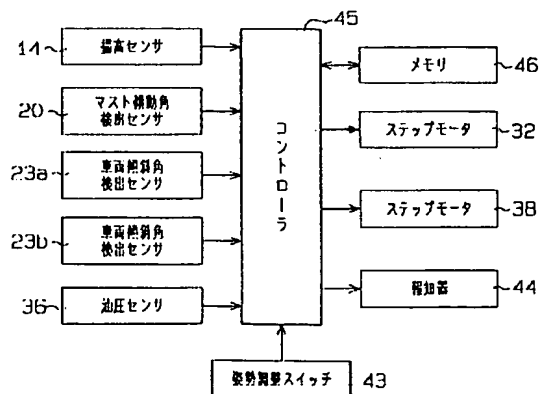 45
14
揚高センサ
メモリ
46
20
マスト傾動角
検出センサ
ステップモータ
32
23a
車両傾斜角
検出センサ
コントローラ
ステップモータ
38
23b
車両傾斜角
検出センサ
36
油圧センサ
報知器
44
姿勢調整スイッチ
43